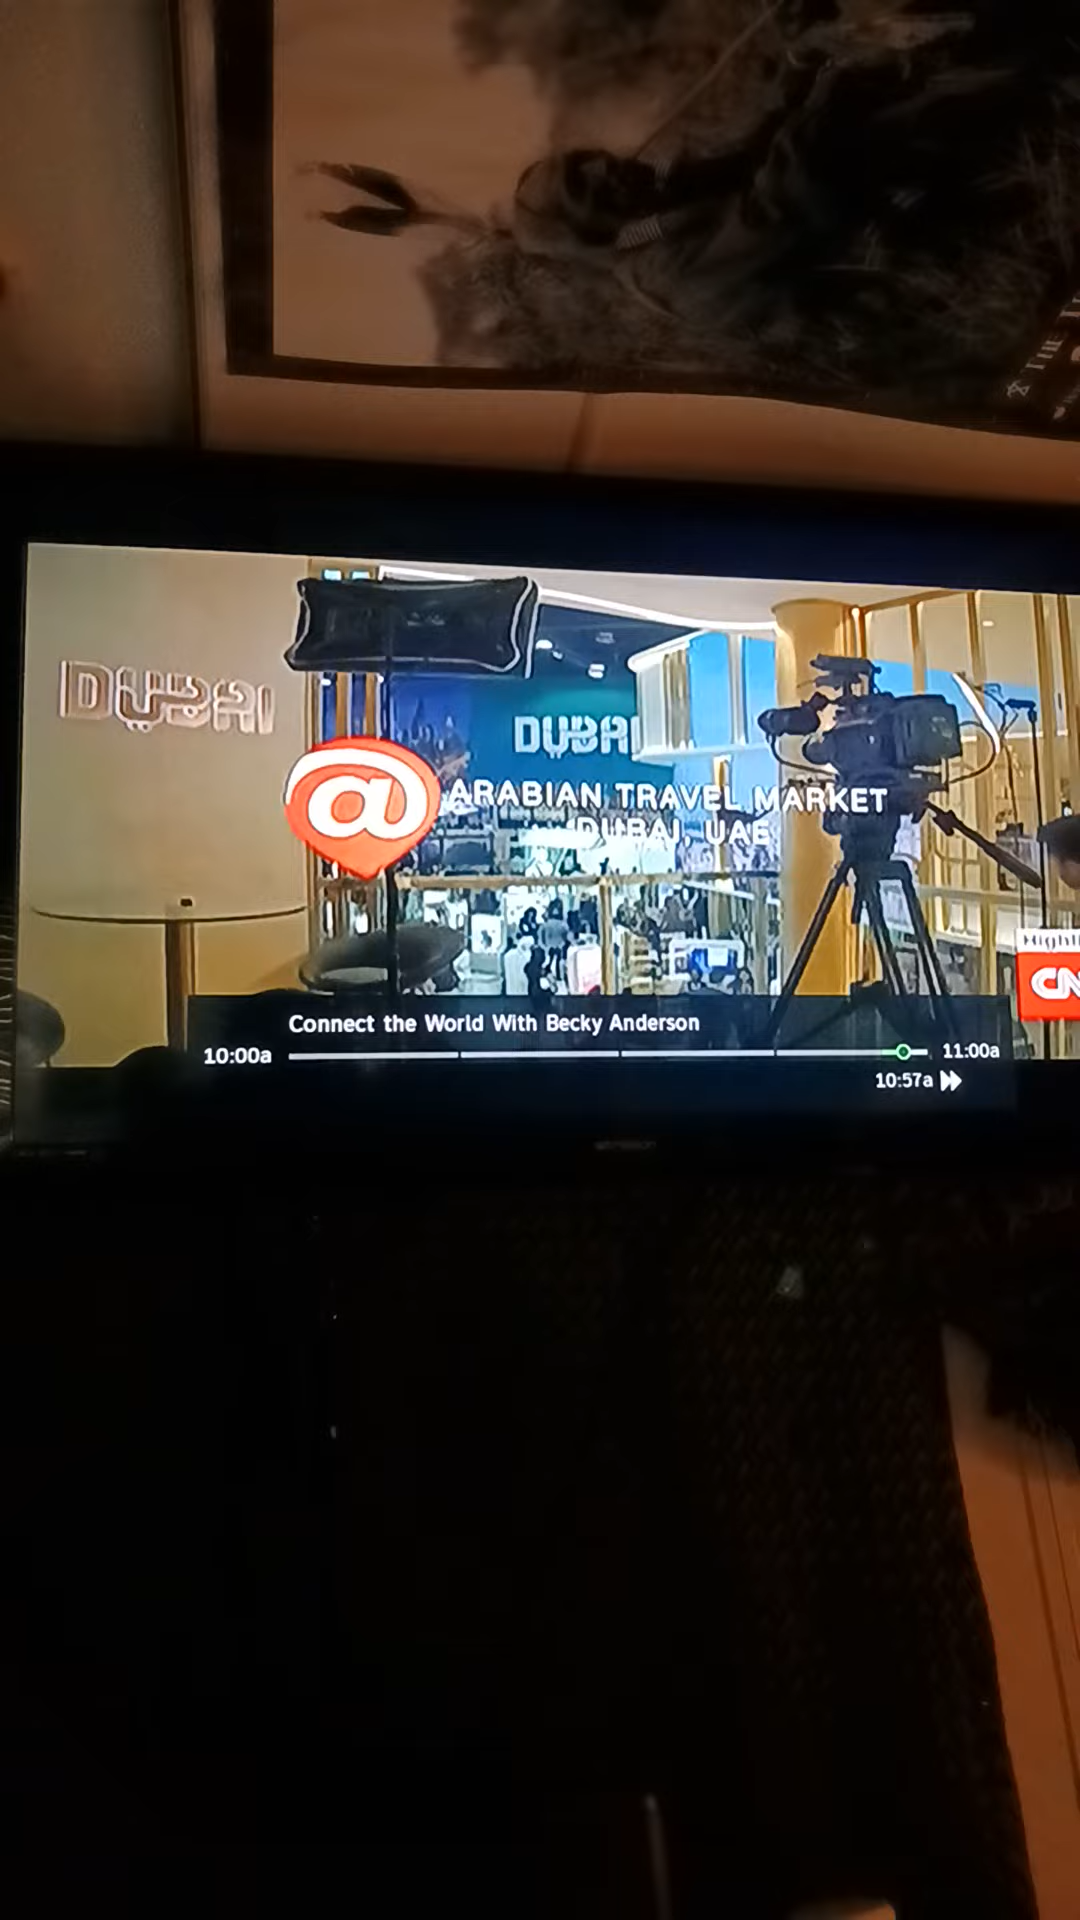 THE
DUBAI
DUBAI
@
ARABIAN TRAVEL MARKET
DUBAI, UAE
CN
Connect the World With Becky Anderson
10:00a
11:00a
10:57a